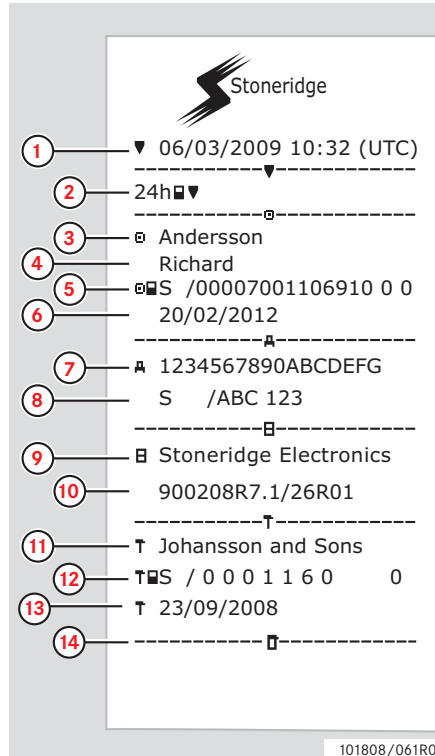 Stoneridge
1 ▼ 06/03/2009 10:32 (UTC)
2 24h▼
3 Andersson
4 Richard
5 S /00007001106910 0 0
6 20/02/2012
7 1234567890ABCDEFG
8 S /ABC 123
9 Stoneridge Electronics
10 900208R7.1/26R01
11 Johansson and Sons
12 S / 0 0 0 1 1 6 0 0
13 23/09/2008
14
101808/061R0